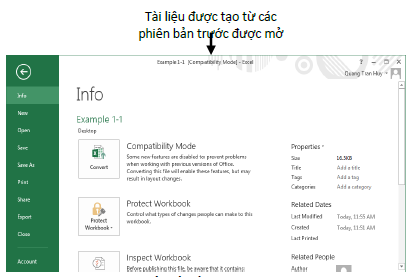 Tài liệu được tạo từ các
phiên bản trước được mở
Example 1-1 [Compatibility Mode] - Excel
Quang Tran Huy
Info
New
Open
Save
Save As
Print
Share
Export
Close
Account
Info
Example 1-1
Desktop
Convert
Compatibility Mode
Some new features are disabled to prevent problems
when working with previous versions of Office.
Converting this file will enable these features, but may
result in layout changes.
Protect
Workbook
Protect Workbook
Control what types of changes people can make to this
workbook.
Inspect Workbook
Before publishing this file, be aware that it contains:
Properties
Size 16.5KB
Title Add a title
Tags Add a tag
Categories Add a category
Related Dates
Last Modified Today, 11:55 AM
Created Today, 11:51 AM
Last Printed
Related People
Author